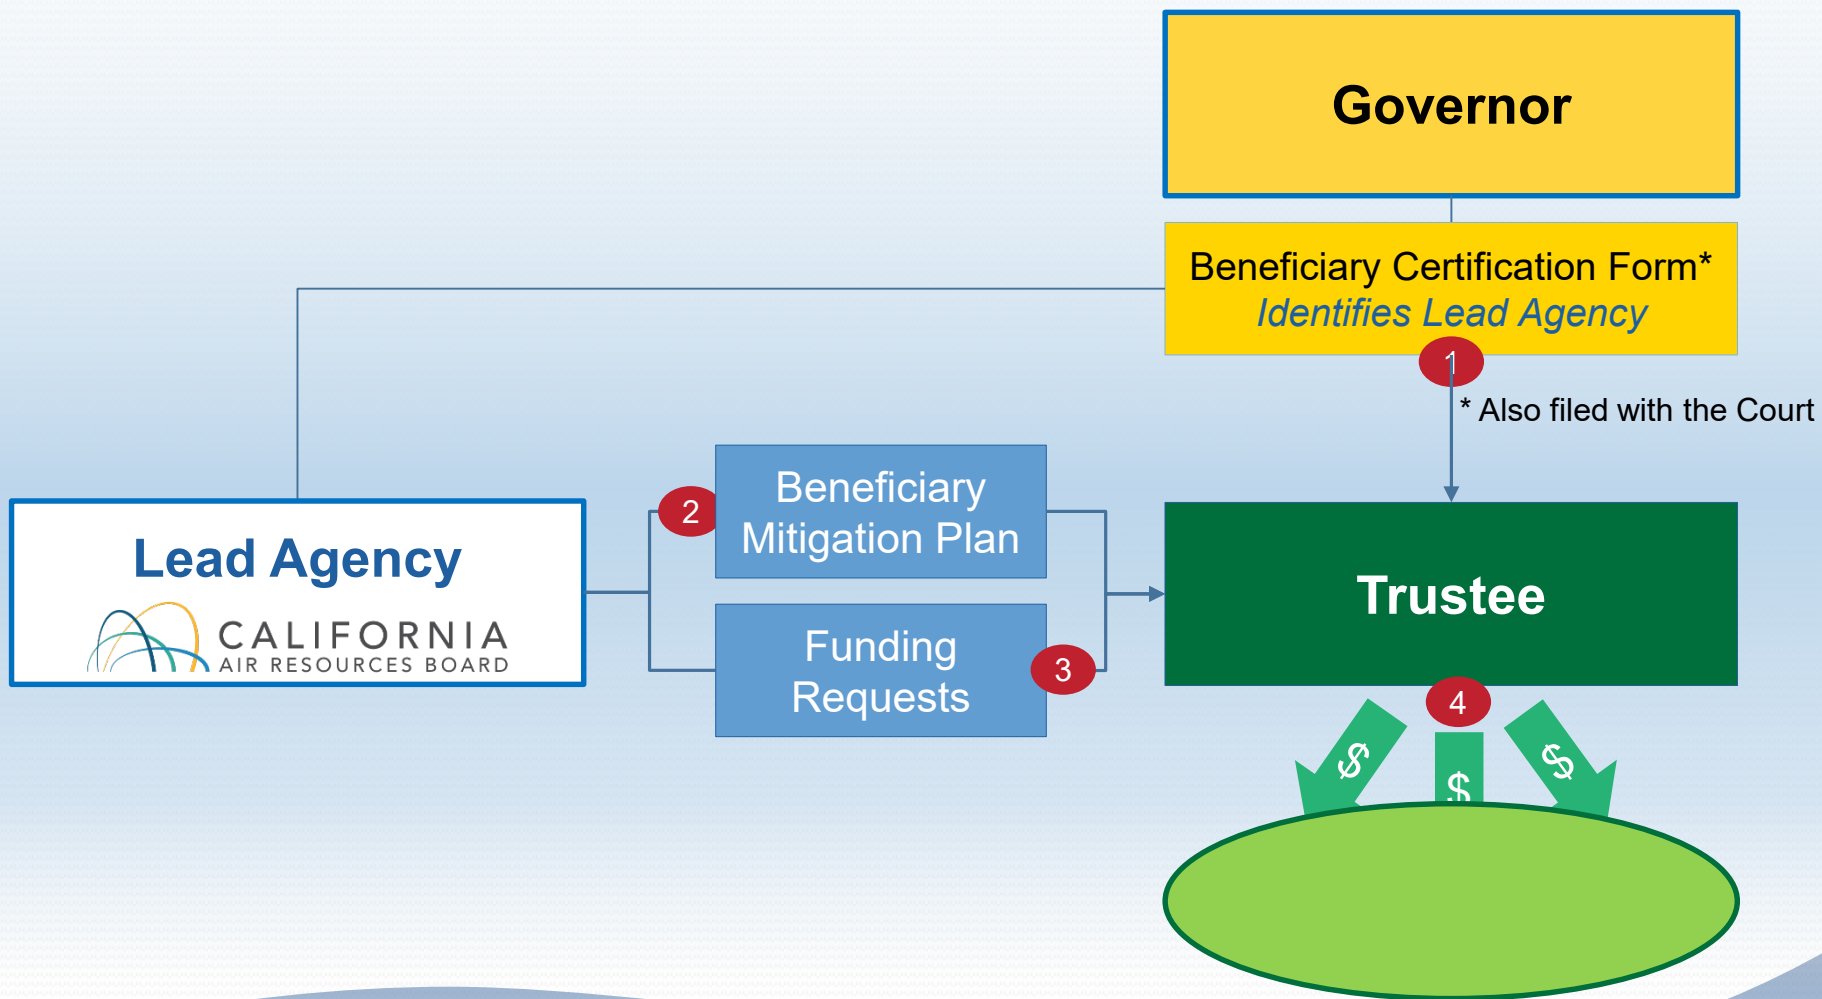 Governor
Beneficiary Certification Form*
Identifies Lead Agency
1
* Also filed with the Court
Lead Agency
CALIFORNIA
AIR RESOURCES BOARD
2
Beneficiary
Mitigation Plan
Funding
Requests
3
Trustee
4
$
$
$